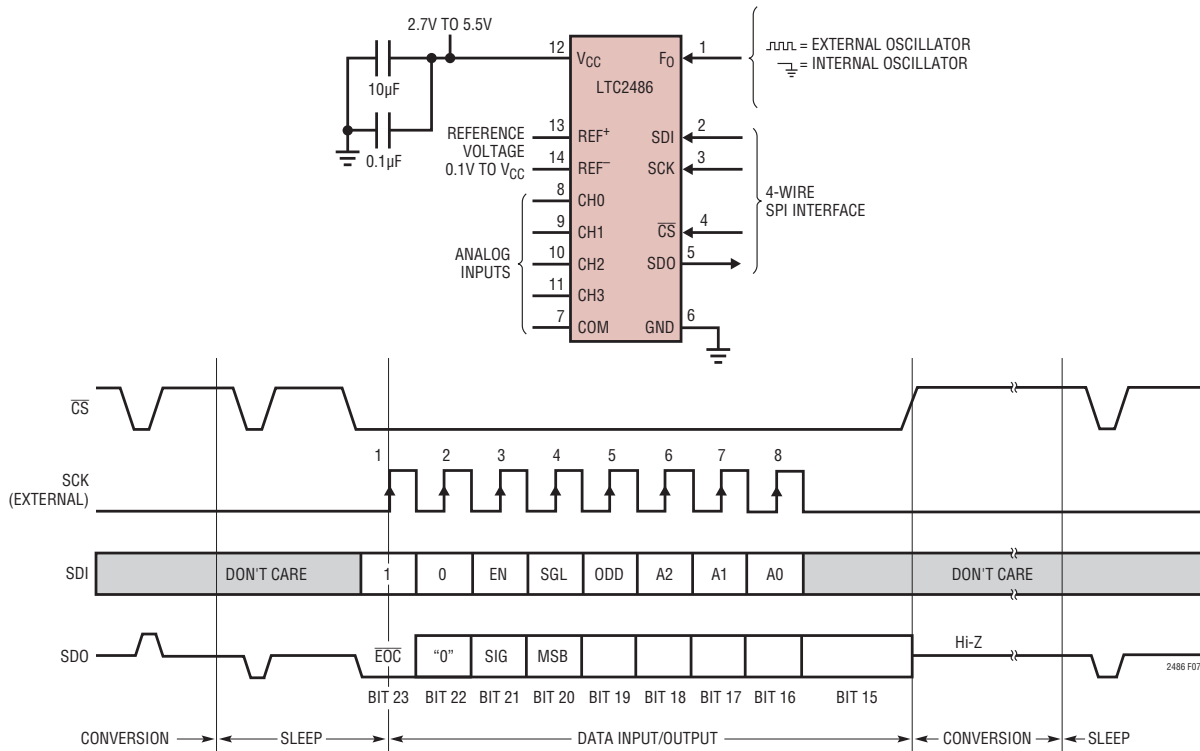 2.7V TO 5.5V
10µF
0.1µF
12
VCC
LTC2486
FO
1
= EXTERNAL OSCILLATOR
= INTERNAL OSCILLATOR
REFERENCE
VOLTAGE
0.1V TO VCC
13
REF+
14
REF−
ANALOG
INPUTS
8
CH0
9
CH1
10
CH2
11
CH3
7
COM
SDI
2
SCK
3
CS
4
SDO
5
GND
6
4-WIRE
SPI INTERFACE
CS
SCK
(EXTERNAL)
1 2 3 4 5 6 7 8
SDI
DON'T CARE 1 0 EN SGL ODD A2 A1 A0 DON'T CARE
SDO
EOC "0" SIG MSB Hi-Z
2486 F07
BIT 23 BIT 22 BIT 21 BIT 20 BIT 19 BIT 18 BIT 17 BIT 16 BIT 15
CONVERSION SLEEP DATA INPUT/OUTPUT CONVERSION SLEEP